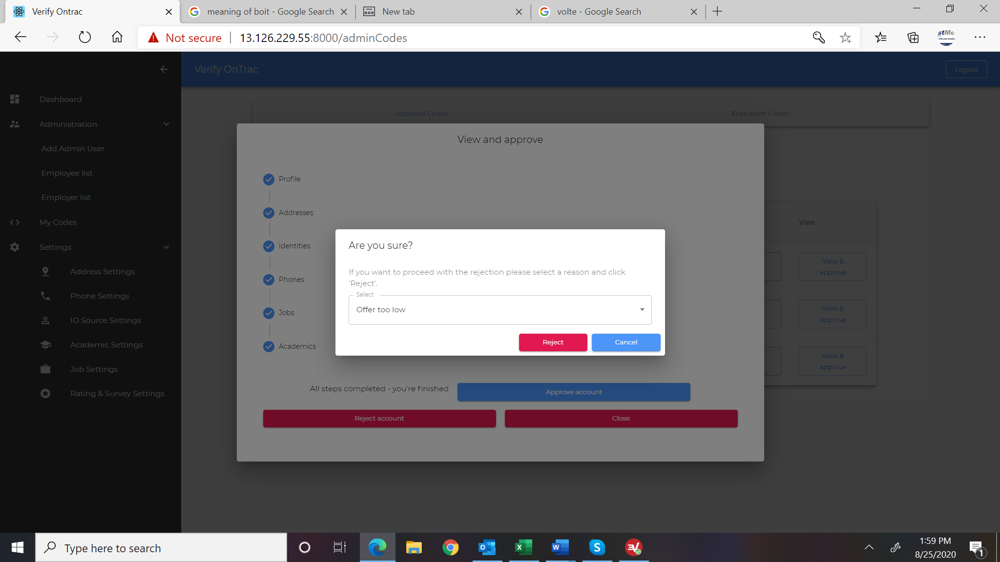 Verify Ontrac
meaning of boit - Google Search
New tab
volte - Google Search
Not secure
13.126.229.55:8000/adminCodes
stMe
Verify OnTrac
Logout
Dashboard
Administration
Add Admin User
Employee list
Employer list
My Codes
Settings
Address Settings
Phone Settings
ID Source Settings
Academic Settings
Job Settings
Rating & Survey Settings
Approval Codes
Evaluation Codes
View and approve
Profile
Addresses
Identities
Phones
Jobs
Academics
Are you sure?
If you want to proceed with the rejection please select a reason and click
'Reject'.
Select
Offer too low
Reject
Cancel
All steps completed - you're finished
Approve account
Reject account
Close
View
View &
approve
View &
approve
View &
approve
Type here to search
1:59 PM
8/25/2020
1